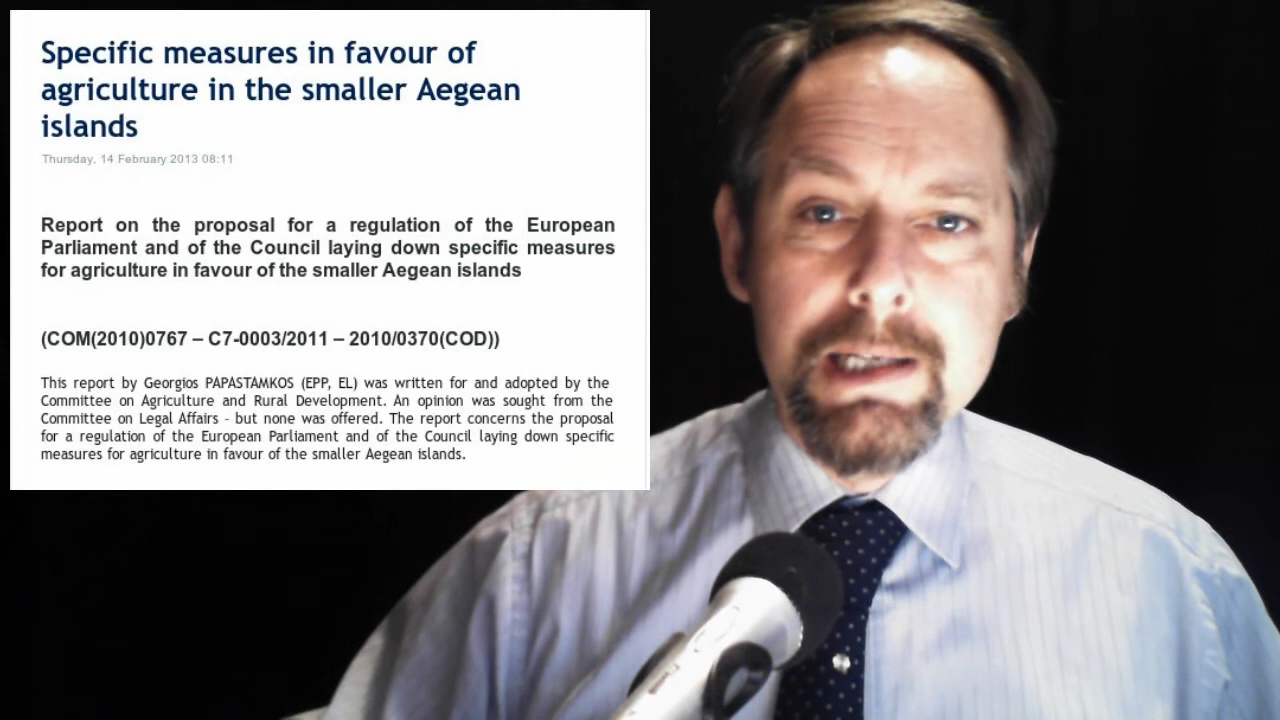 Specific measures in favour of
agriculture in the smaller Aegean
islands
Thursday, 14 February 2013 08:11
Report on the proposal for a regulation of the European
Parliament and of the Council laying down specific measures
for agriculture in favour of the smaller Aegean islands
(COM(2010)0767 – C7-0003/2011 – 2010/0370(COD))
This report by Georgios PAPASTAMKOS (EPP, EL) was written for and adopted by the
Committee on Agriculture and Rural Development. An opinion was sought from the
Committee on Legal Affairs - but none was offered. The report concerns the proposal
for a regulation of the European Parliament and of the Council laying down specific
measures for agriculture in favour of the smaller Aegean islands.